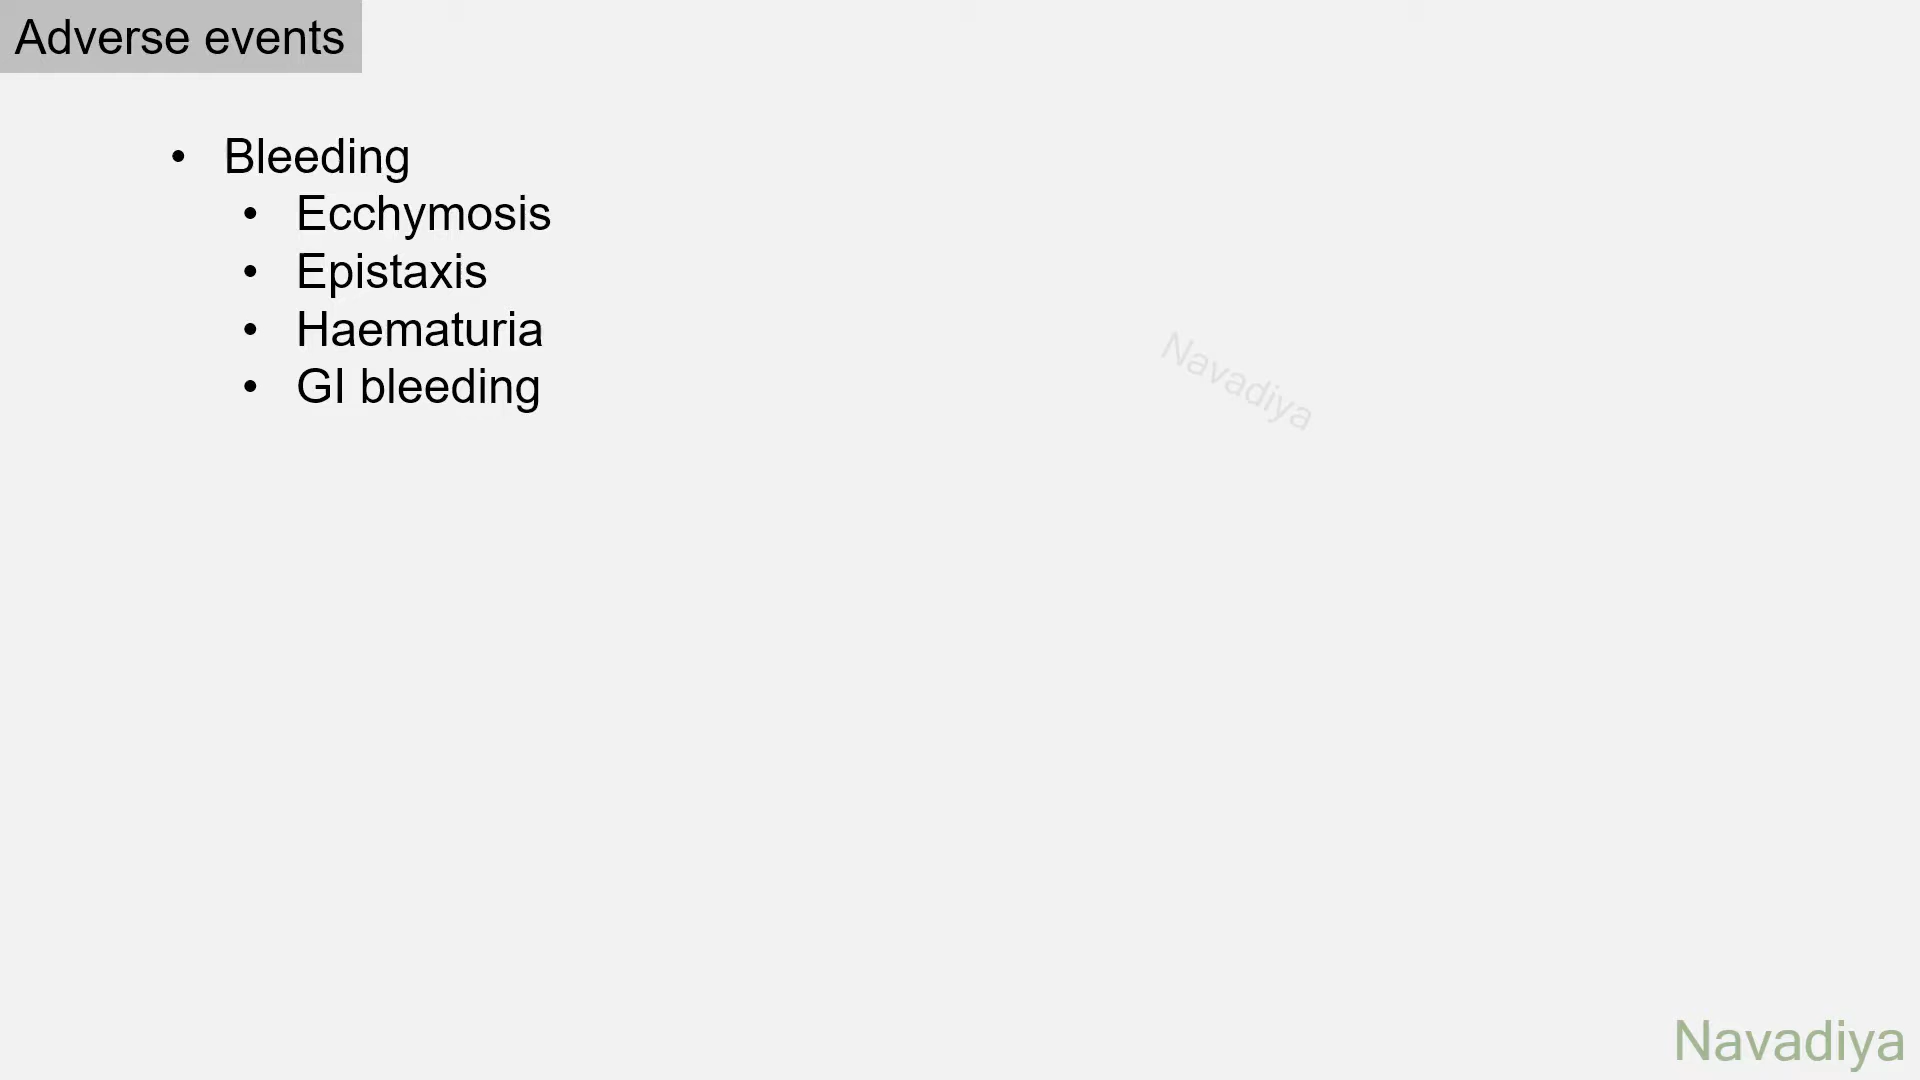 Adverse events
• Bleeding
• Ecchymosis
• Epistaxis
• Haematuria
• GI bleeding
Navadiya
Navadiya